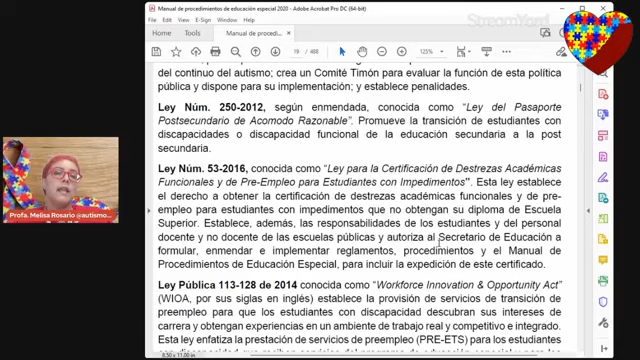 Manual de procedimientos de educación especial 2020 - Adobe Acrobat Pro DC (64-bit)
File Edit View E-Sign Window Help
Home Tools Manual de procedi...
19 / 488 125%
StreamYard
del continuo del autismo; crea un Comité Timón para evaluar la función de esta política
pública y dispone para su implementación; y establece penalidades.
Ley Núm. 250-2012, según enmendada, conocida como “Ley del Pasaporte
Postsecundario de Acomodo Razonable”. Promueve la transición de estudiantes con
discapacidades o discapacidad funcional de la educación secundaria a la post
secundaria.
Ley Núm. 53-2016, conocida como “Ley para la Certificación de Destrezas Académicas
Funcionales y de Pre-Empleo para Estudiantes con Impedimentos”. Esta ley establece
el derecho a obtener la certificación de destrezas académicas funcionales y de pre-
empleo para estudiantes con impedimentos que no obtengan su diploma de Escuela
Superior. Establece, además, las responsabilidades de los estudiantes y del personal
docente y no docente de las escuelas públicas y autoriza al Secretario de Educación a
formular, enmendar e implementar reglamentos, procedimientos y el Manual de
Procedimientos de Educación Especial, para incluir la expedición de este certificado.
Ley Pública 113-128 de 2014 conocida como “Workforce Innovation & Opportunity Act”
(WIOA, por sus siglas en inglés) establece la provisión de servicios de transición de
preempleo para que los estudiantes con discapacidad descubran sus intereses de
carrera y obtengan experiencias en un ambiente de trabajo real y competitivo e integrado.
Esta ley enfatiza la prestación de servicios de preempleo (PRE-ETS) para los estudiantes
8.50 x 11.00 in
Profa. Melisa Rosario @autismo...